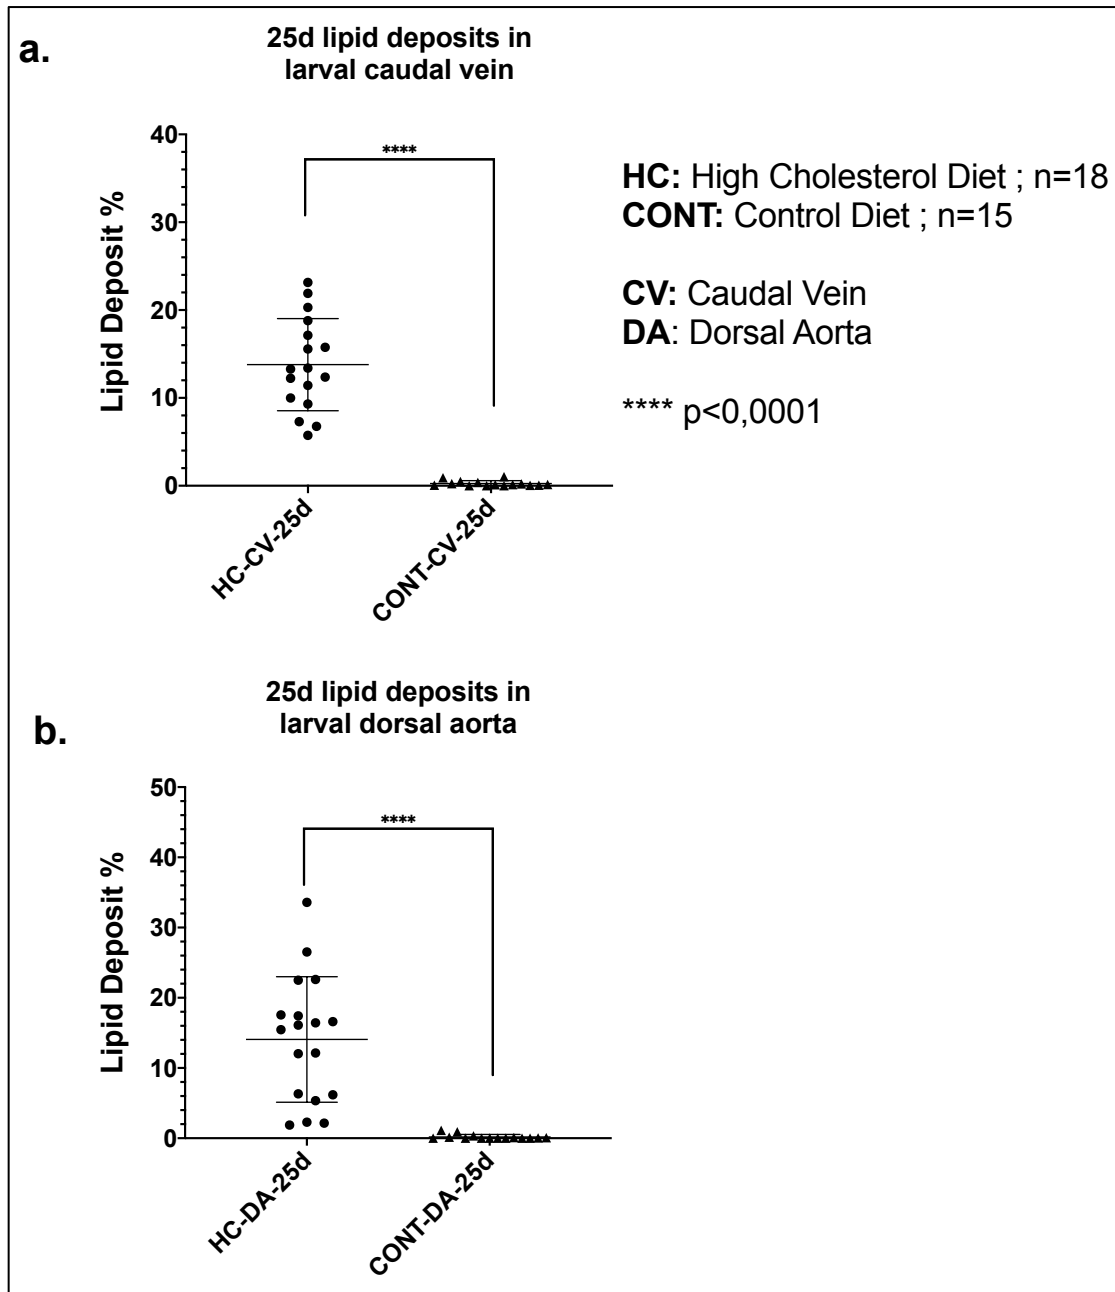 a.
25d lipid deposits in
larval caudal vein
Lipid Deposit %
40
30
20
10
0
****
HC-CV-25d
CONT-CV-25d
HC: High Cholesterol Diet ; n=18
CONT: Control Diet ; n=15
CV: Caudal Vein
DA: Dorsal Aorta
**** p<0,0001
b.
25d lipid deposits in
larval dorsal aorta
Lipid Deposit %
50
40
30
20
10
0
****
HC-DA-25d
CONT-DA-25d